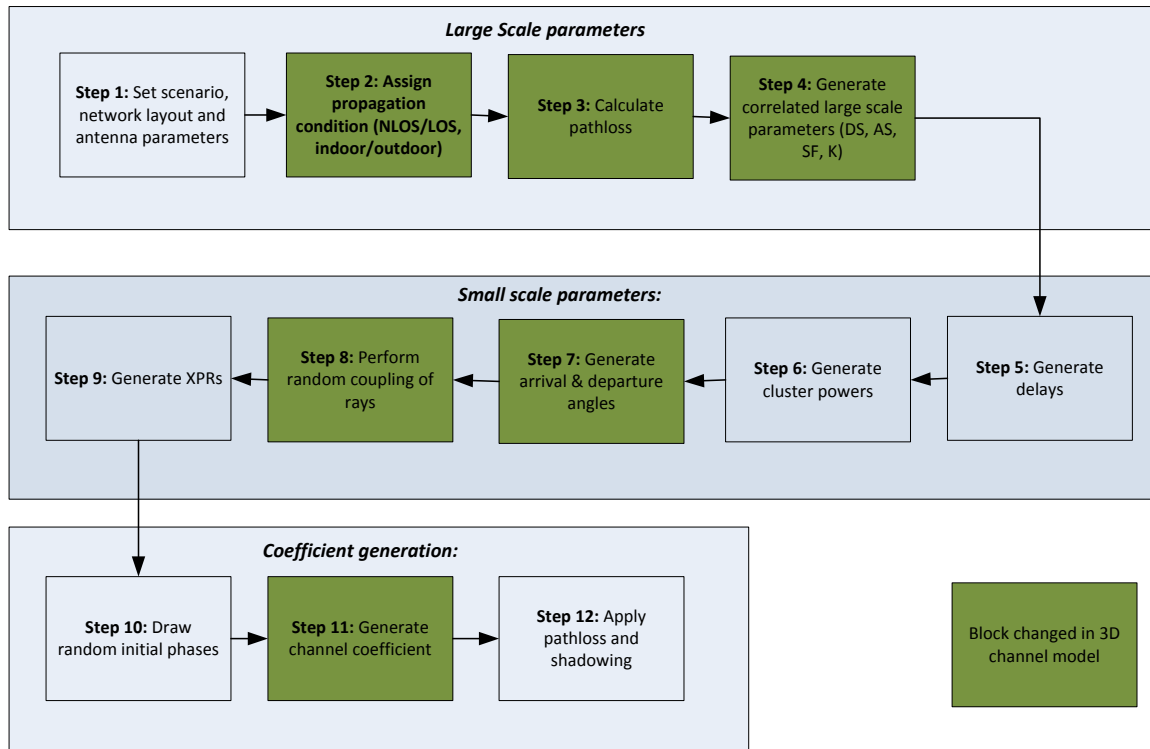 Large Scale parameters
Step 1: Set scenario,
network layout and
antenna parameters
Step 2: Assign
propagation
condition (NLOS/LOS,
indoor/outdoor)
Step 3: Calculate
pathloss
Step 4: Generate
correlated large scale
parameters (DS, AS,
SF, K)
Small scale parameters:
Step 9: Generate XPRs
Step 8: Perform
random coupling of
rays
Step 7: Generate
arrival & departure
angles
Step 6: Generate
cluster powers
Step 5: Generate
delays
Coefficient generation:
Step 10: Draw
random initial phases
Step 11: Generate
channel coefficient
Step 12: Apply
pathloss and
shadowing
Block changed in 3D
channel model